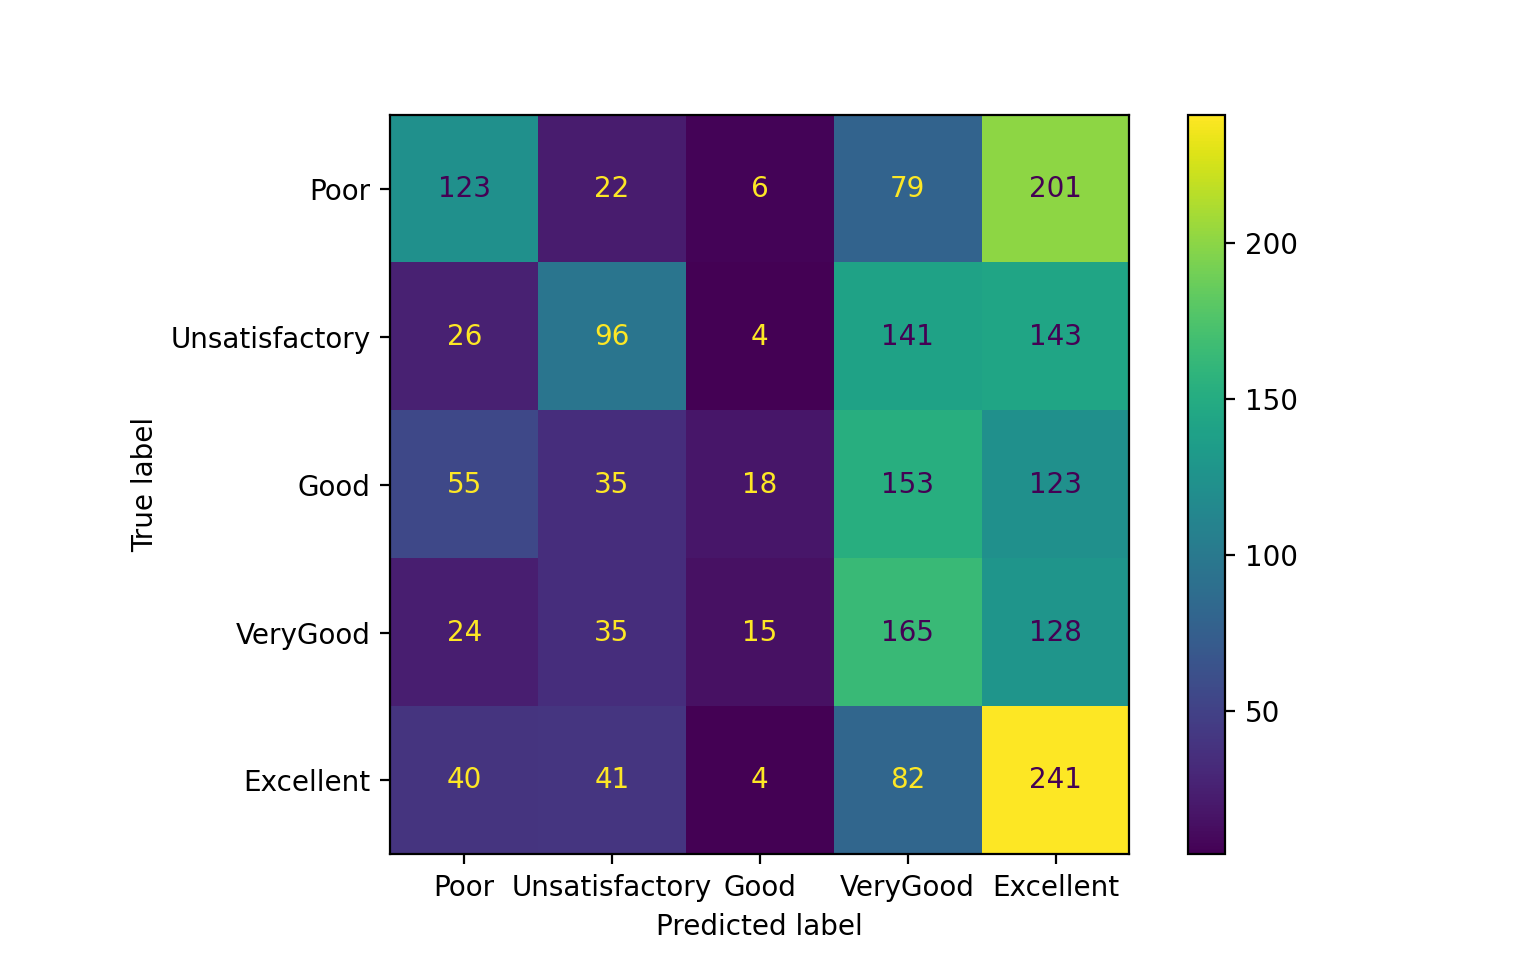 Poor 123 22 6 79 201
Unsatisfactory 26 96 4 141 143
Good 55 35 18 153 123
VeryGood 24 35 15 165 128
Excellent 40 41 4 82 241
Poor Unsatisfactory Good VeryGood Excellent
Predicted label
True label
200
150
100
50